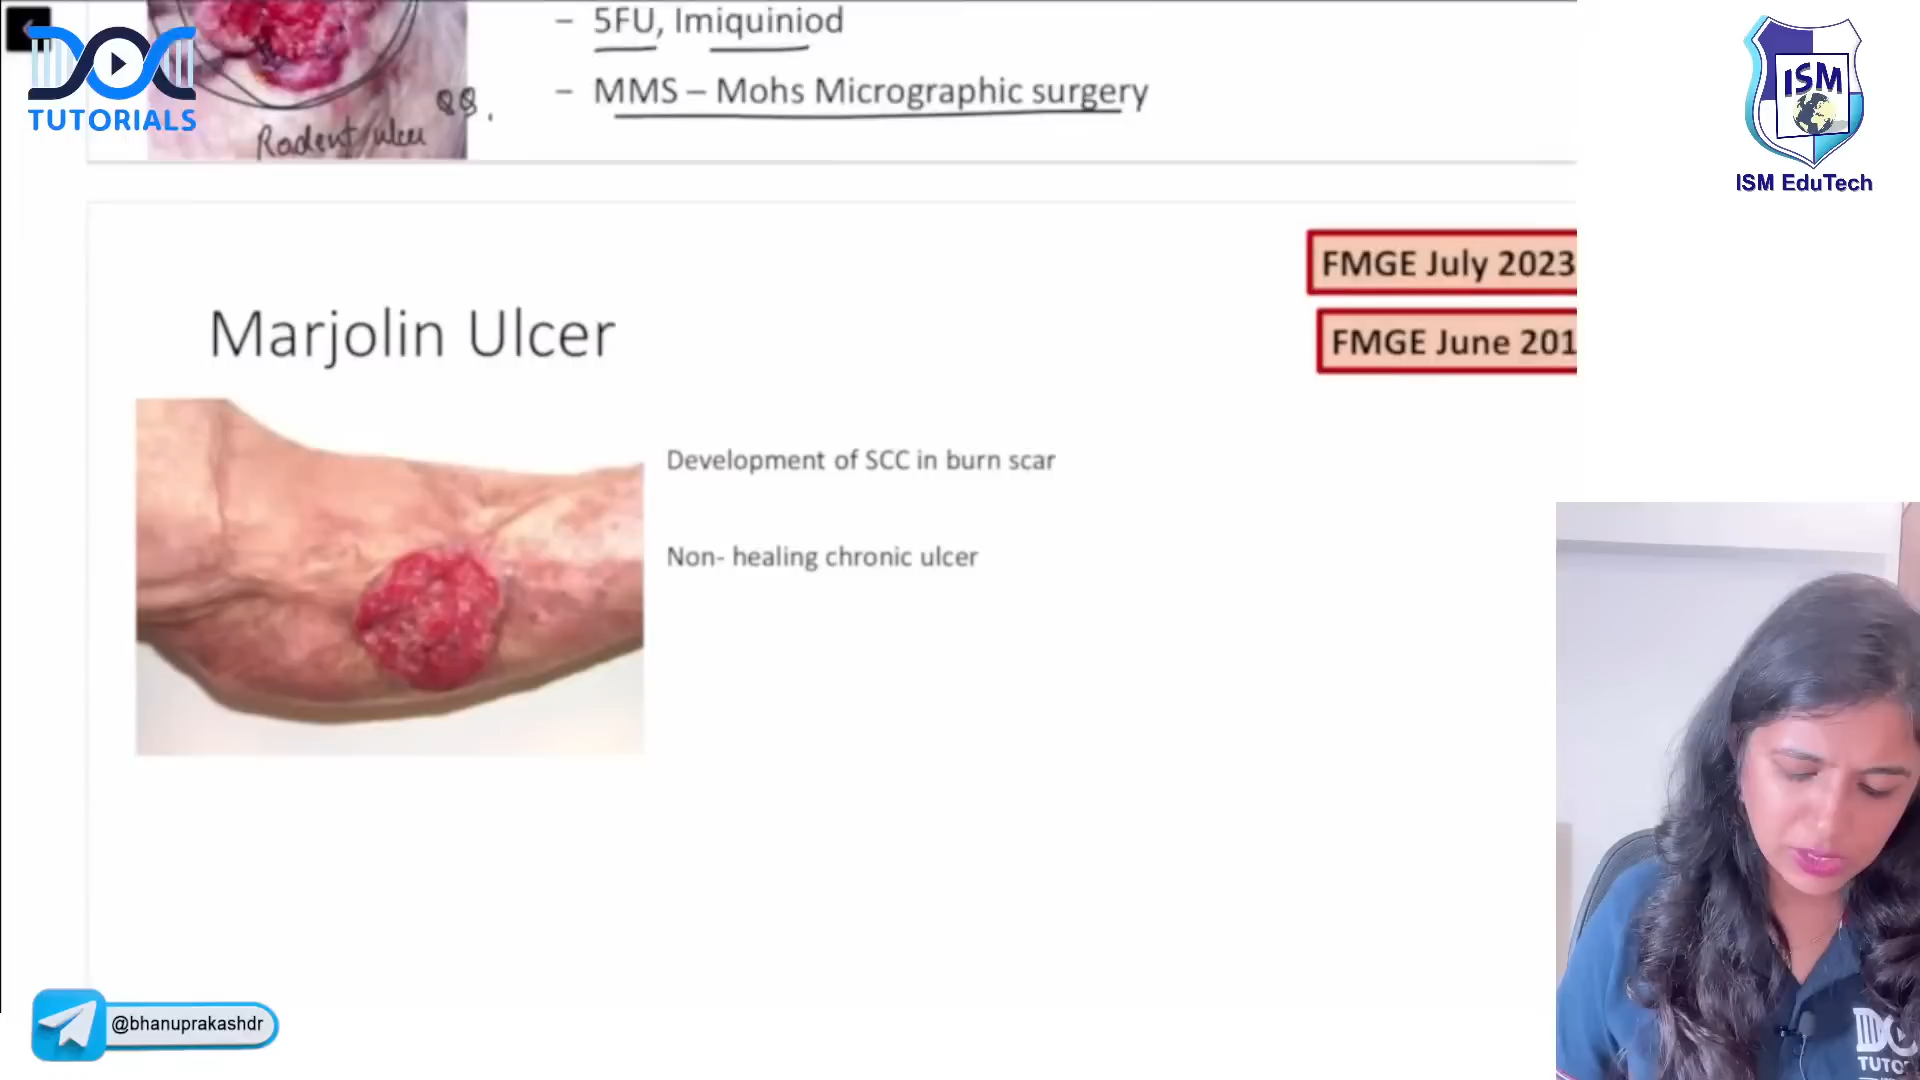 DOC
TUTORIALS
Rodent ulcer
– 5FU, Imiquiniod
– MMS – Mohs Micrographic surgery
ISM
ISM EduTech
FMGE July 2023
FMGE June 201
Marjolin Ulcer
Development of SCC in burn scar
Non- healing chronic ulcer
@bhanuprakashdr